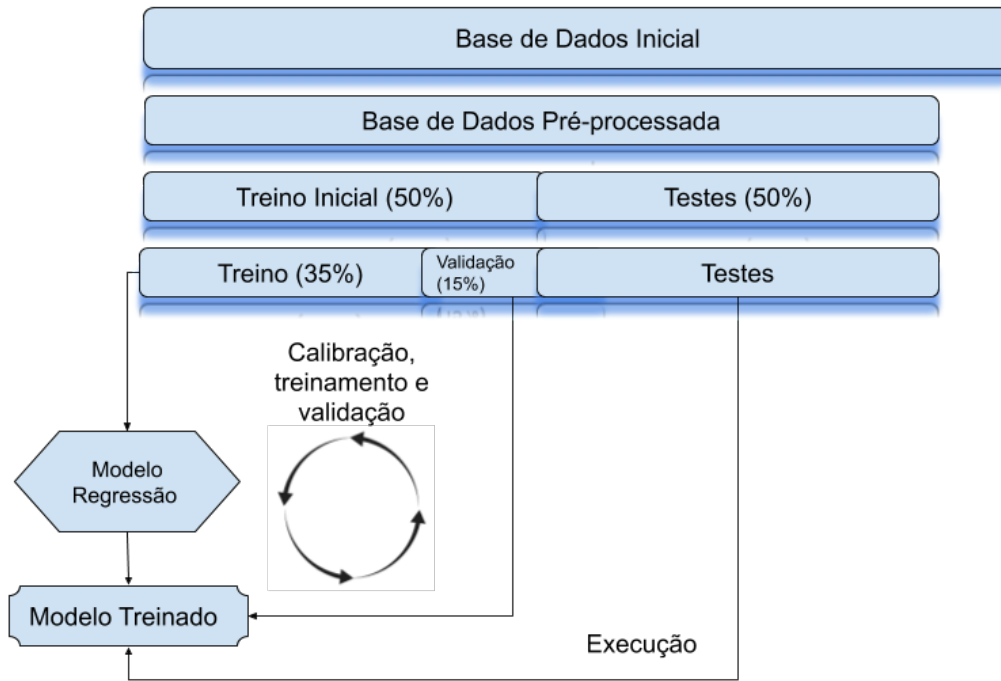 Base de Dados Inicial
Base de Dados Pré-processada
Treino Inicial (50%)
Testes (50%)
Treino (35%)
Validação
(15%)
Testes
Calibração,
treinamento e
validação
Modelo
Regressão
Modelo Treinado
Execução